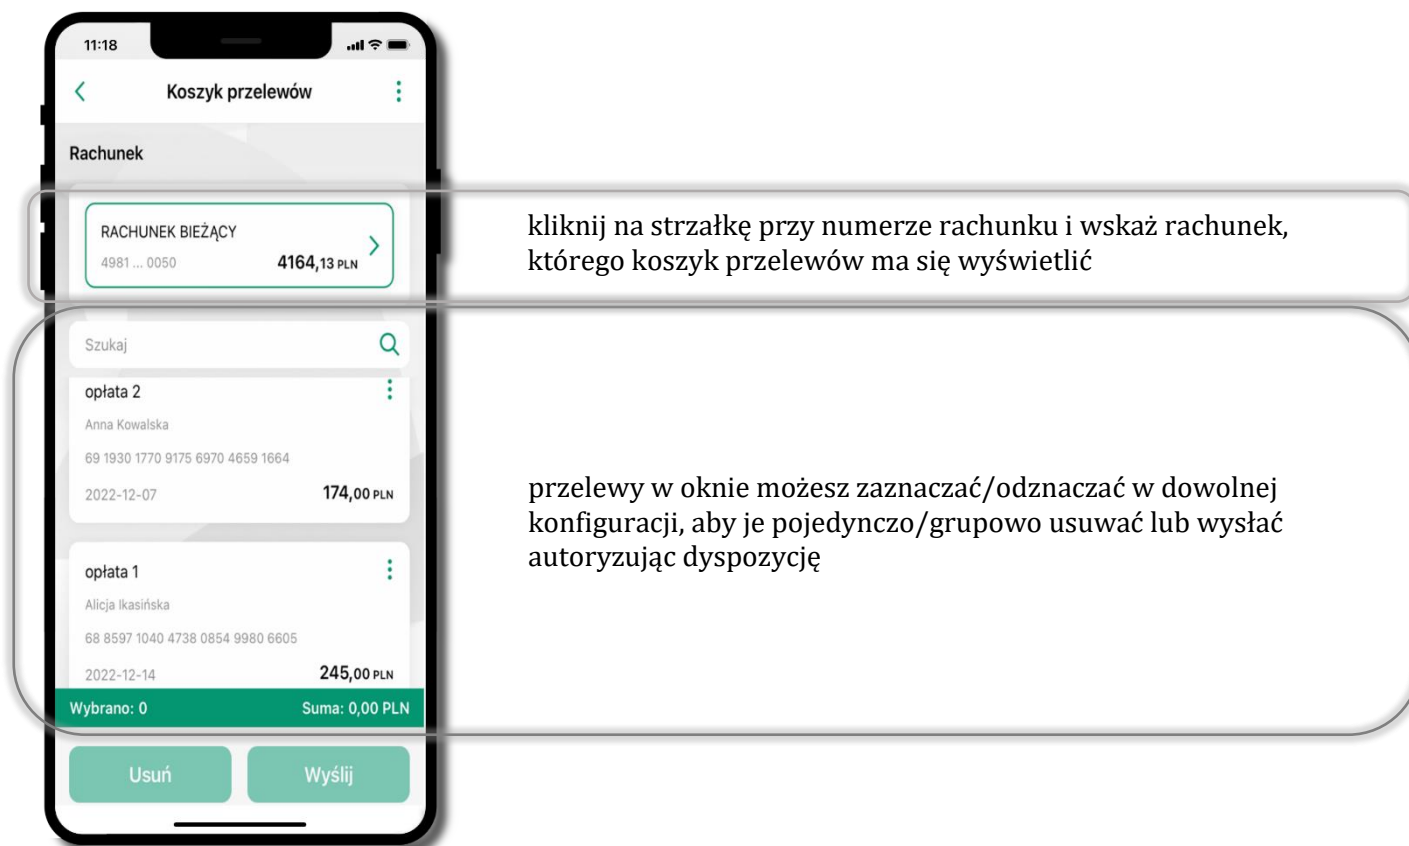 11:18
Koszyk przelewów
Rachunek
RACHUNEK BIEŻĄCY
4981 ... 0050
4164,13 PLN
kliknij na strzałkę przy numerze rachunku i wskaż rachunek,
którego koszyk przelewów ma się wyświetlić
Szukaj
opłata 2
Anna Kowalska
69 1930 1770 9175 6970 4659 1664
2022-12-07
174,00 PLN
przelewy w oknie możesz zaznaczać/odznaczać w dowolnej
konfiguracji, aby je pojedynczo/grupowo usuwać lub wysłać
autoryzując dyspozycję
opłata 1
Alicja Ikasińska
68 8597 1040 4738 0854 9980 6605
2022-12-14
245,00 PLN
Wybrano: 0
Suma: 0,00 PLN
Usuń
Wyślij